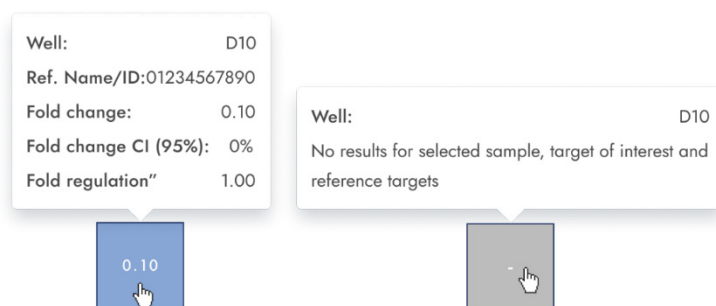 Well: D10
Ref. Name/ID:01234567890
Fold change: 0.10
Fold change CI (95%): 0%
Fold regulation” 1.00
0.10
Well: D10
No results for selected sample, target of interest and
reference targets
-